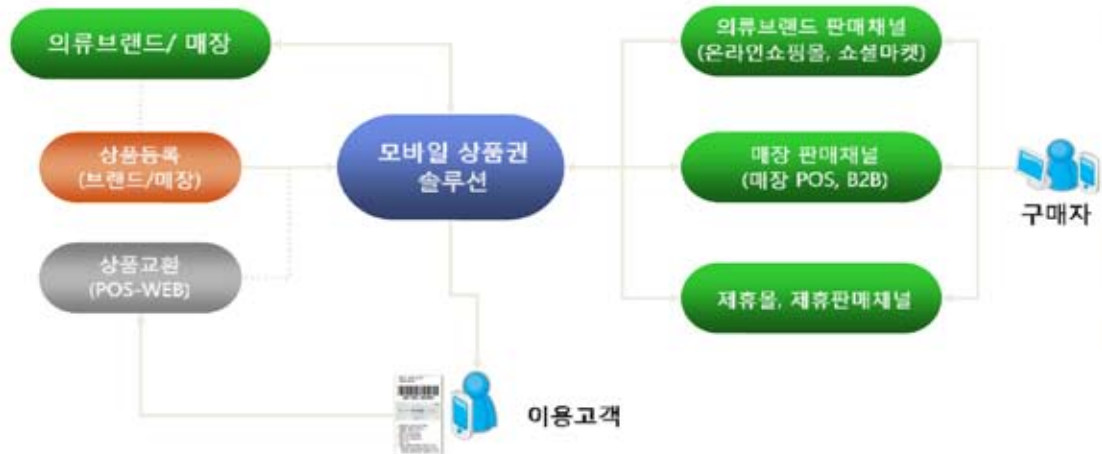 의류브랜드/ 매장
상품등록
(브랜드/매장)
상품교환
(POS-WEB)
모바일 상품권
솔루션
의류브랜드 판매채널
(온라인쇼핑몰, 쇼셜마켓)
매장 판매채널
(매장 POS, B2B)
제휴몰, 제휴판매채널
구매자
이용고객